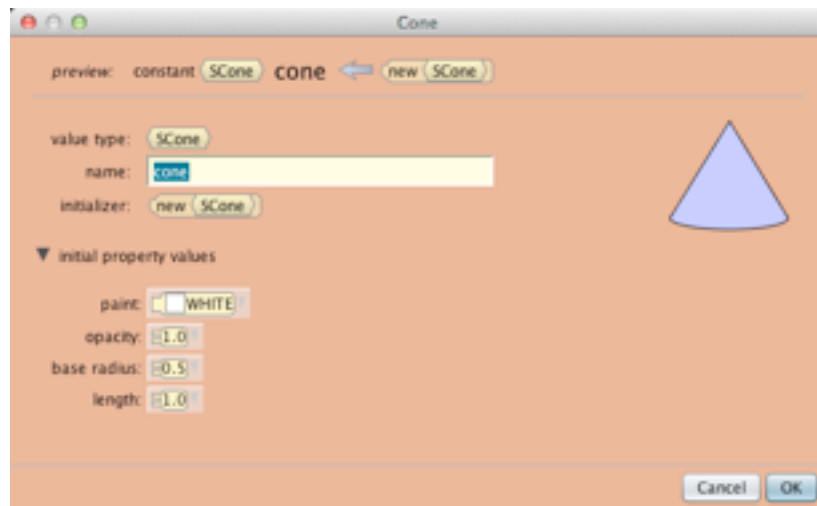 Cone
preview: constant SCone cone new SCone
value type: SCone
name: cone
initializer: new SCone
initial property values
paint: WHITE
opacity: 1.0
base radius: 0.5
length: 1.0
Cancel OK